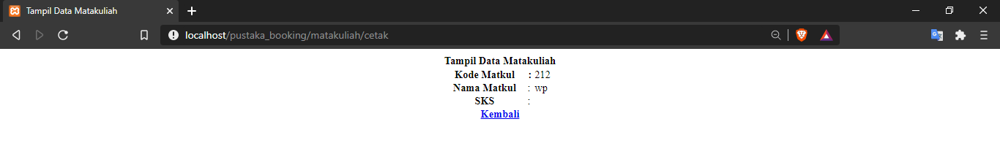 Tampil Data Matakuliah
localhost/pustaka_booking/matakuliah/cetak
Tampil Data Matakuliah
Kode Matkul : 212
Nama Matkul : wp
SKS :
Kembali